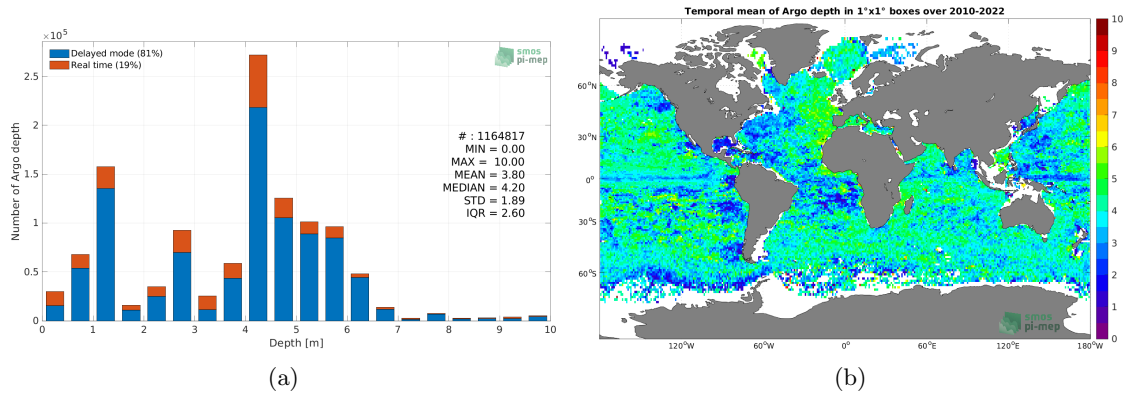 ×10⁵
Delayed mode (81%)
Real time (19%)
smos
pi-mep
Number of Argo depth
2.5
2
1.5
1
0.5
0
# : 1164817
MIN = 0.00
MAX = 10.00
MEAN = 3.80
MEDIAN = 4.20
STD = 1.89
IQR = 2.60
0 1 2 3 4 5 6 7 8 9 10
Depth [m]
(a)
Temporal mean of Argo depth in 1°x1° boxes over 2010-2022
60°N
30°N
0°
30°S
60°S
120°W 60°W 0° 60°E 120°E 180°W
smos
pi-mep
10
9
8
7
6
5
4
3
2
1
0
(b)